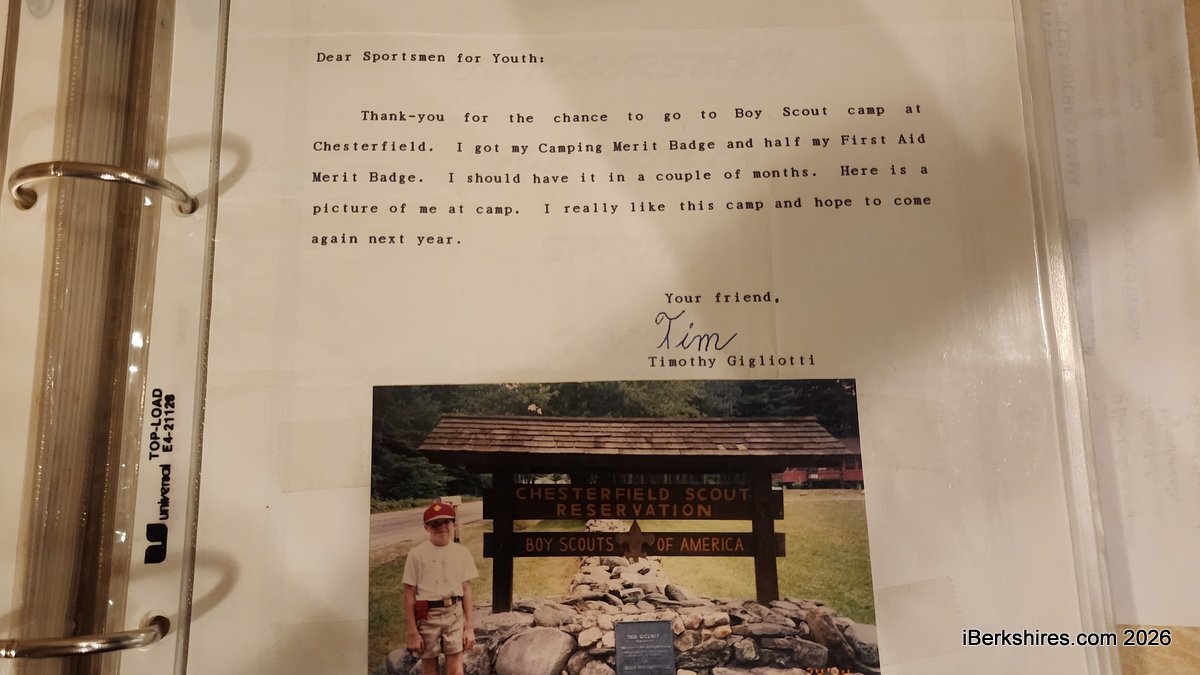 Dear Sportsmen for Youth:
Thank-you for the chance to go to Boy Scout camp at
Chesterfield. I got my Camping Merit Badge and half my First Aid
Merit Badge. I should have it in a couple of months. Here is a
picture of me at camp. I really like this camp and hope to come
again next year.
Your friend,
Tim
Timothy Gigliotti
CHESTERFIELD SCOUT
RESERVATION
BOY SCOUTS OF AMERICA
universal TOP-LOAD
E4-21128
iBerkshires.com 2026